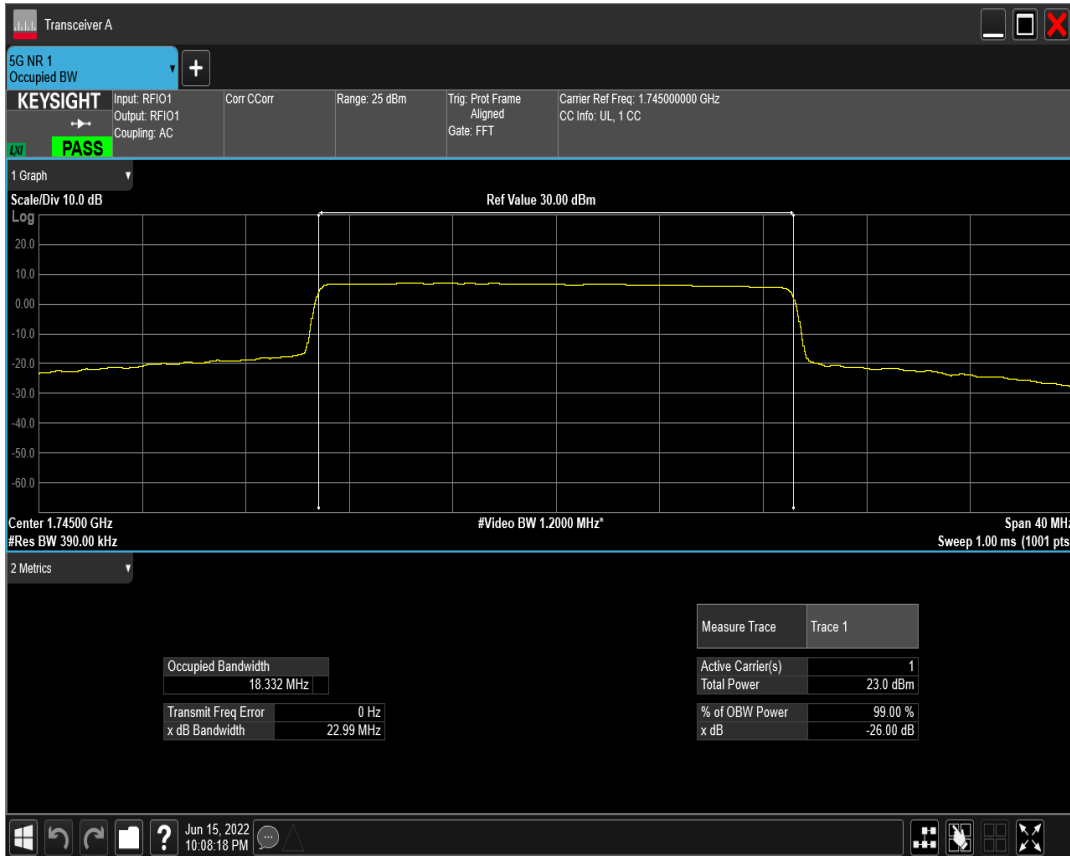 Transceiver A
5G NR 1
Occupied BW
KEYSIGHT
LXI
PASS
Input: RFIO1
Output: RFIO1
Coupling: AC
Corr CCorr
Range: 25 dBm
Trig: Prot Frame
Aligned
Gate: FFT
Carrier Ref Freq: 1.745000000 GHz
CC Info: UL, 1 CC
1 Graph
Scale/Div 10.0 dB
Ref Value 30.00 dBm
Log
20.0
10.0
0.00
-10.0
-20.0
-30.0
-40.0
-50.0
-60.0
Center 1.74500 GHz
#Video BW 1.2000 MHz*
Span 40 MHz
#Res BW 390.00 kHz
Sweep 1.00 ms (1001 pts
2 Metrics
Measure Trace Trace 1
Occupied Bandwidth
18.332 MHz
Active Carrier(s) 1
Total Power 23.0 dBm
Transmit Freq Error 0 Hz
x dB Bandwidth 22.99 MHz
% of OBW Power 99.00 %
x dB -26.00 dB
Jun 15, 2022
10:08:18 PM